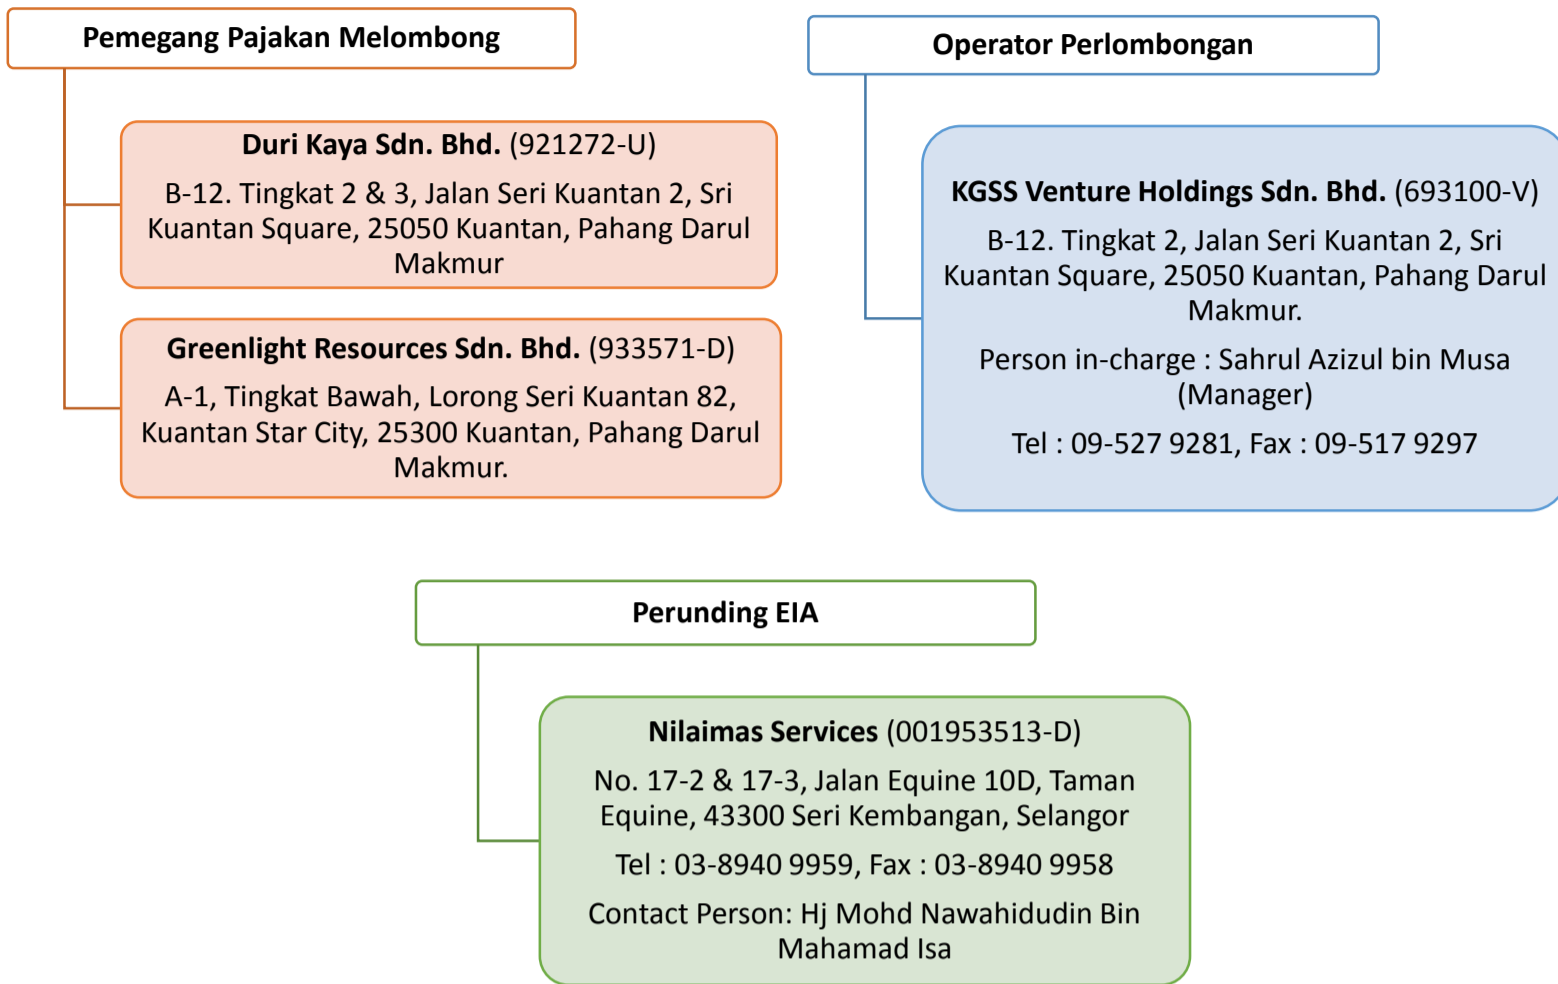 Pemegang Pajakan Melombong
Duri Kaya Sdn. Bhd. (921272-U)
B-12. Tingkat 2 & 3, Jalan Seri Kuantan 2, Sri
Kuantan Square, 25050 Kuantan, Pahang Darul
Makmur
Greenlight Resources Sdn. Bhd. (933571-D)
A-1, Tingkat Bawah, Lorong Seri Kuantan 82,
Kuantan Star City, 25300 Kuantan, Pahang Darul
Makmur.
Operator Perlombongan
KGSS Venture Holdings Sdn. Bhd. (693100-V)
B-12. Tingkat 2, Jalan Seri Kuantan 2, Sri
Kuantan Square, 25050 Kuantan, Pahang Darul
Makmur.
Person in-charge : Sahrul Azizul bin Musa
(Manager)
Tel : 09-527 9281, Fax : 09-517 9297
Perunding EIA
Nilaimas Services (001953513-D)
No. 17-2 & 17-3, Jalan Equine 10D, Taman
Equine, 43300 Seri Kembangan, Selangor
Tel : 03-8940 9959, Fax : 03-8940 9958
Contact Person: Hj Mohd Nawahidudin Bin
Mahamad Isa